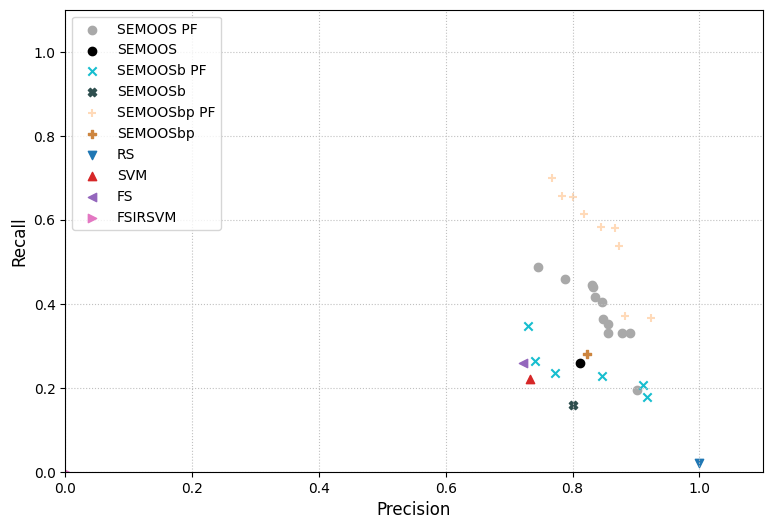 SEMOOS PF
SEMOOS
SEMOOSb PF
SEMOOSb
SEMOOSbp PF
SEMOOSbp
RS
SVM
FS
FSIRSVM
1.0
0.8
0.6
0.4
0.2
0.0
Recall
0.0 0.2 0.4 0.6 0.8 1.0
Precision